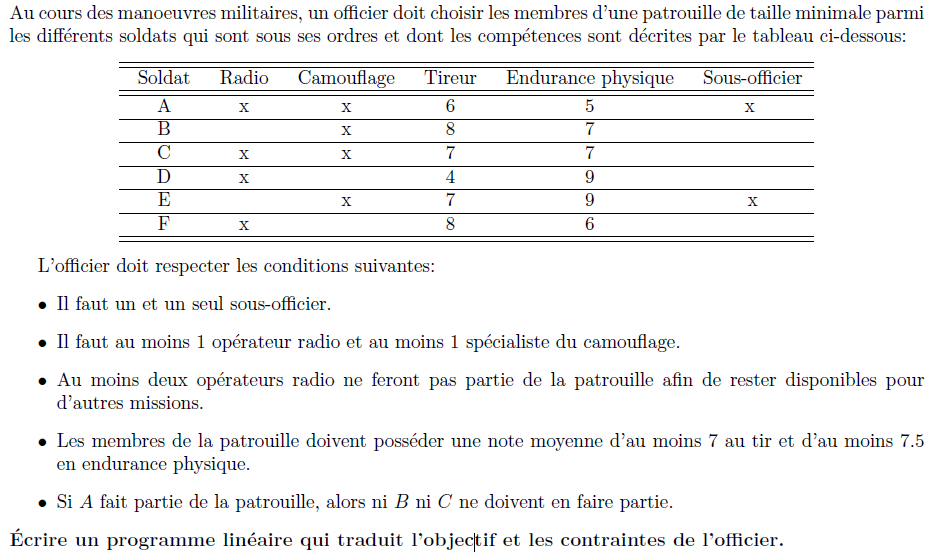 Au cours des manoeuvres militaires, un officier doit choisir les membres d'une patrouille de taille minimale parmi
les différents soldats qui sont sous ses ordres et dont les compétences sont décrites par le tableau ci-dessous:
Soldat Radio Camouflage Tireur Endurance physique Sous-officier
A x x 6 5 x
B x 8 7
C x x 7 7
D x 4 9
E x 7 9 x
F x 8 6
L'officier doit respecter les conditions suivantes:
• Il faut un et un seul sous-officier.
• Il faut au moins 1 opérateur radio et au moins 1 spécialiste du camouflage.
• Au moins deux opérateurs radio ne feront pas partie de la patrouille afin de rester disponibles pour
d'autres missions.
• Les membres de la patrouille doivent posséder une note moyenne d'au moins 7 au tir et d'au moins 7.5
en endurance physique.
• Si A fait partie de la patrouille, alors ni B ni C ne doivent en faire partie.
Écrire un programme linéaire qui traduit l'objectif et les contraintes de l'officier.